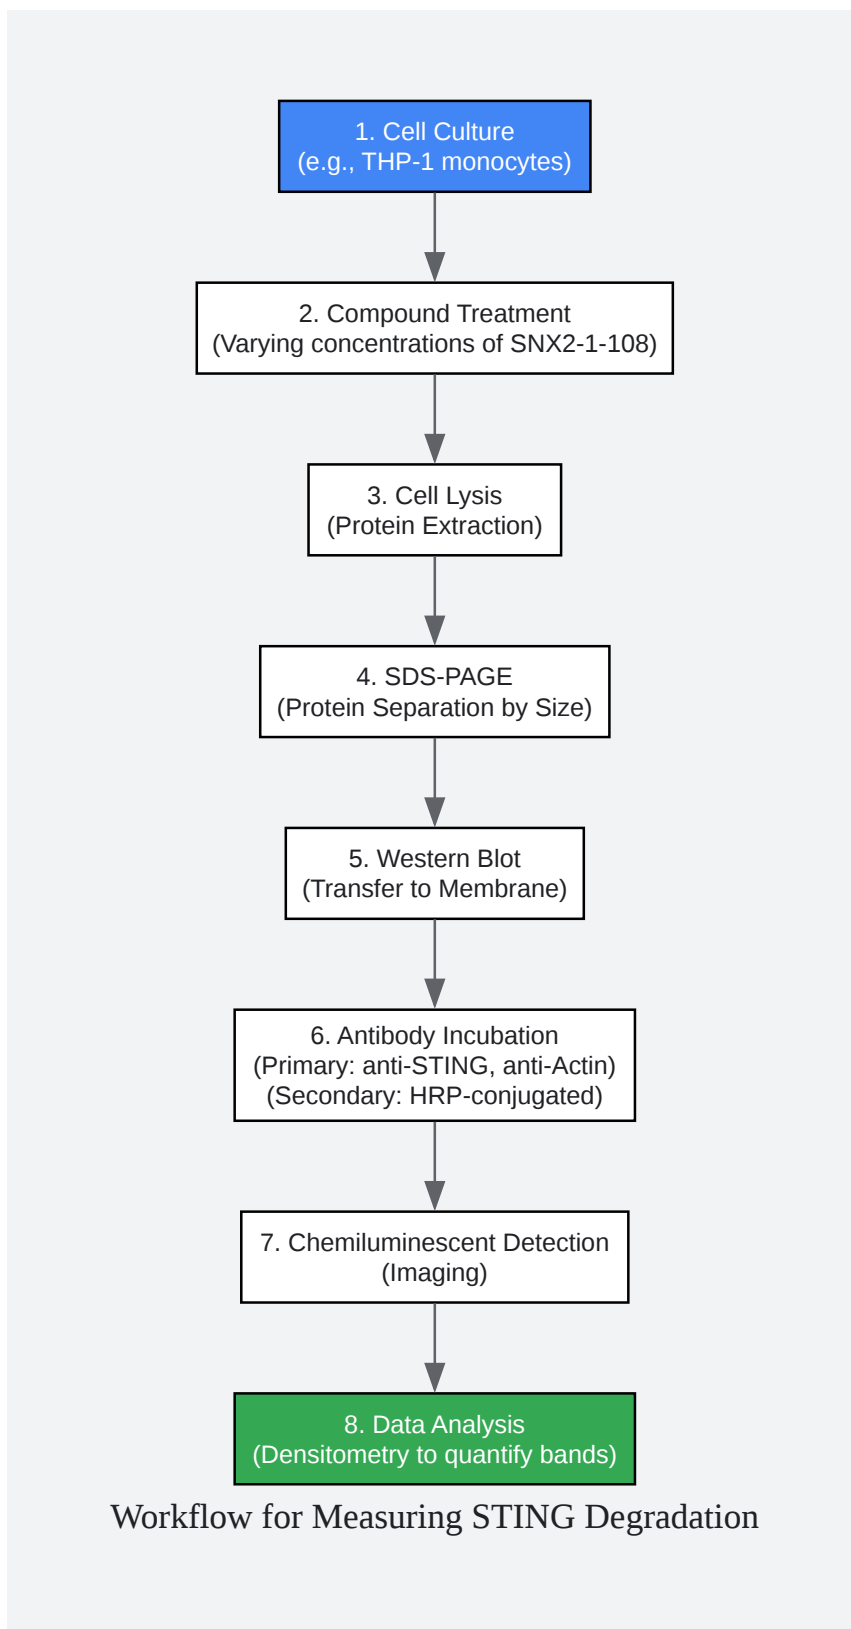 1. Cell Culture
(e.g., THP-1 monocytes)
2. Compound Treatment
(Varying concentrations of SNX2-1-108)
3. Cell Lysis
(Protein Extraction)
4. SDS-PAGE
(Protein Separation by Size)
5. Western Blot
(Transfer to Membrane)
6. Antibody Incubation
(Primary: anti-STING, anti-Actin)
(Secondary: HRP-conjugated)
7. Chemiluminescent Detection
(Imaging)
8. Data Analysis
(Densitometry to quantify bands)
Workflow for Measuring STING Degradation